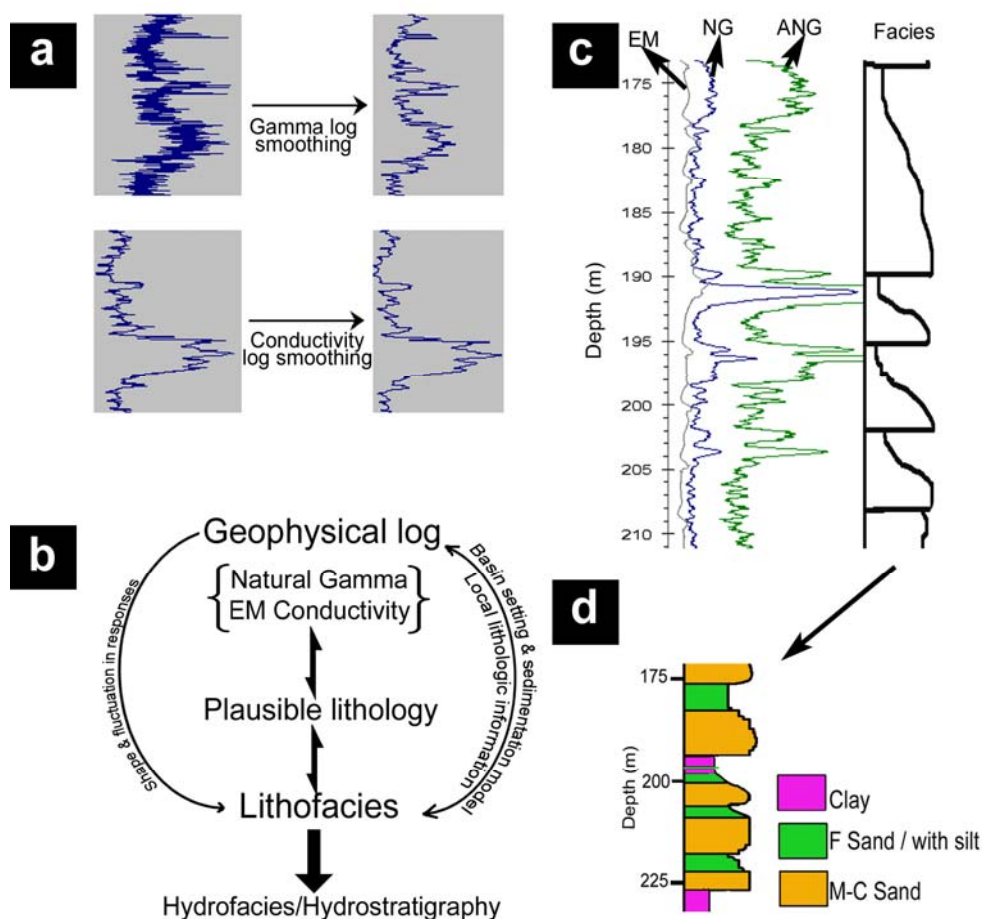 a
Gamma log
smoothing
Conductivity
log smoothing
b
Geophysical log
Natural Gamma
EM Conductivity
Plausible lithology
Lithofacies
Hydrofacies/Hydrostratigraphy
Shape & fluctuation in responses
Basin setting & sedimentation model
Local lithologic information
c
EM
NG
ANG
Facies
Depth (m)
175
180
185
190
195
200
205
210
d
Depth (m)
175
200
225
Clay
F Sand / with silt
M-C Sand